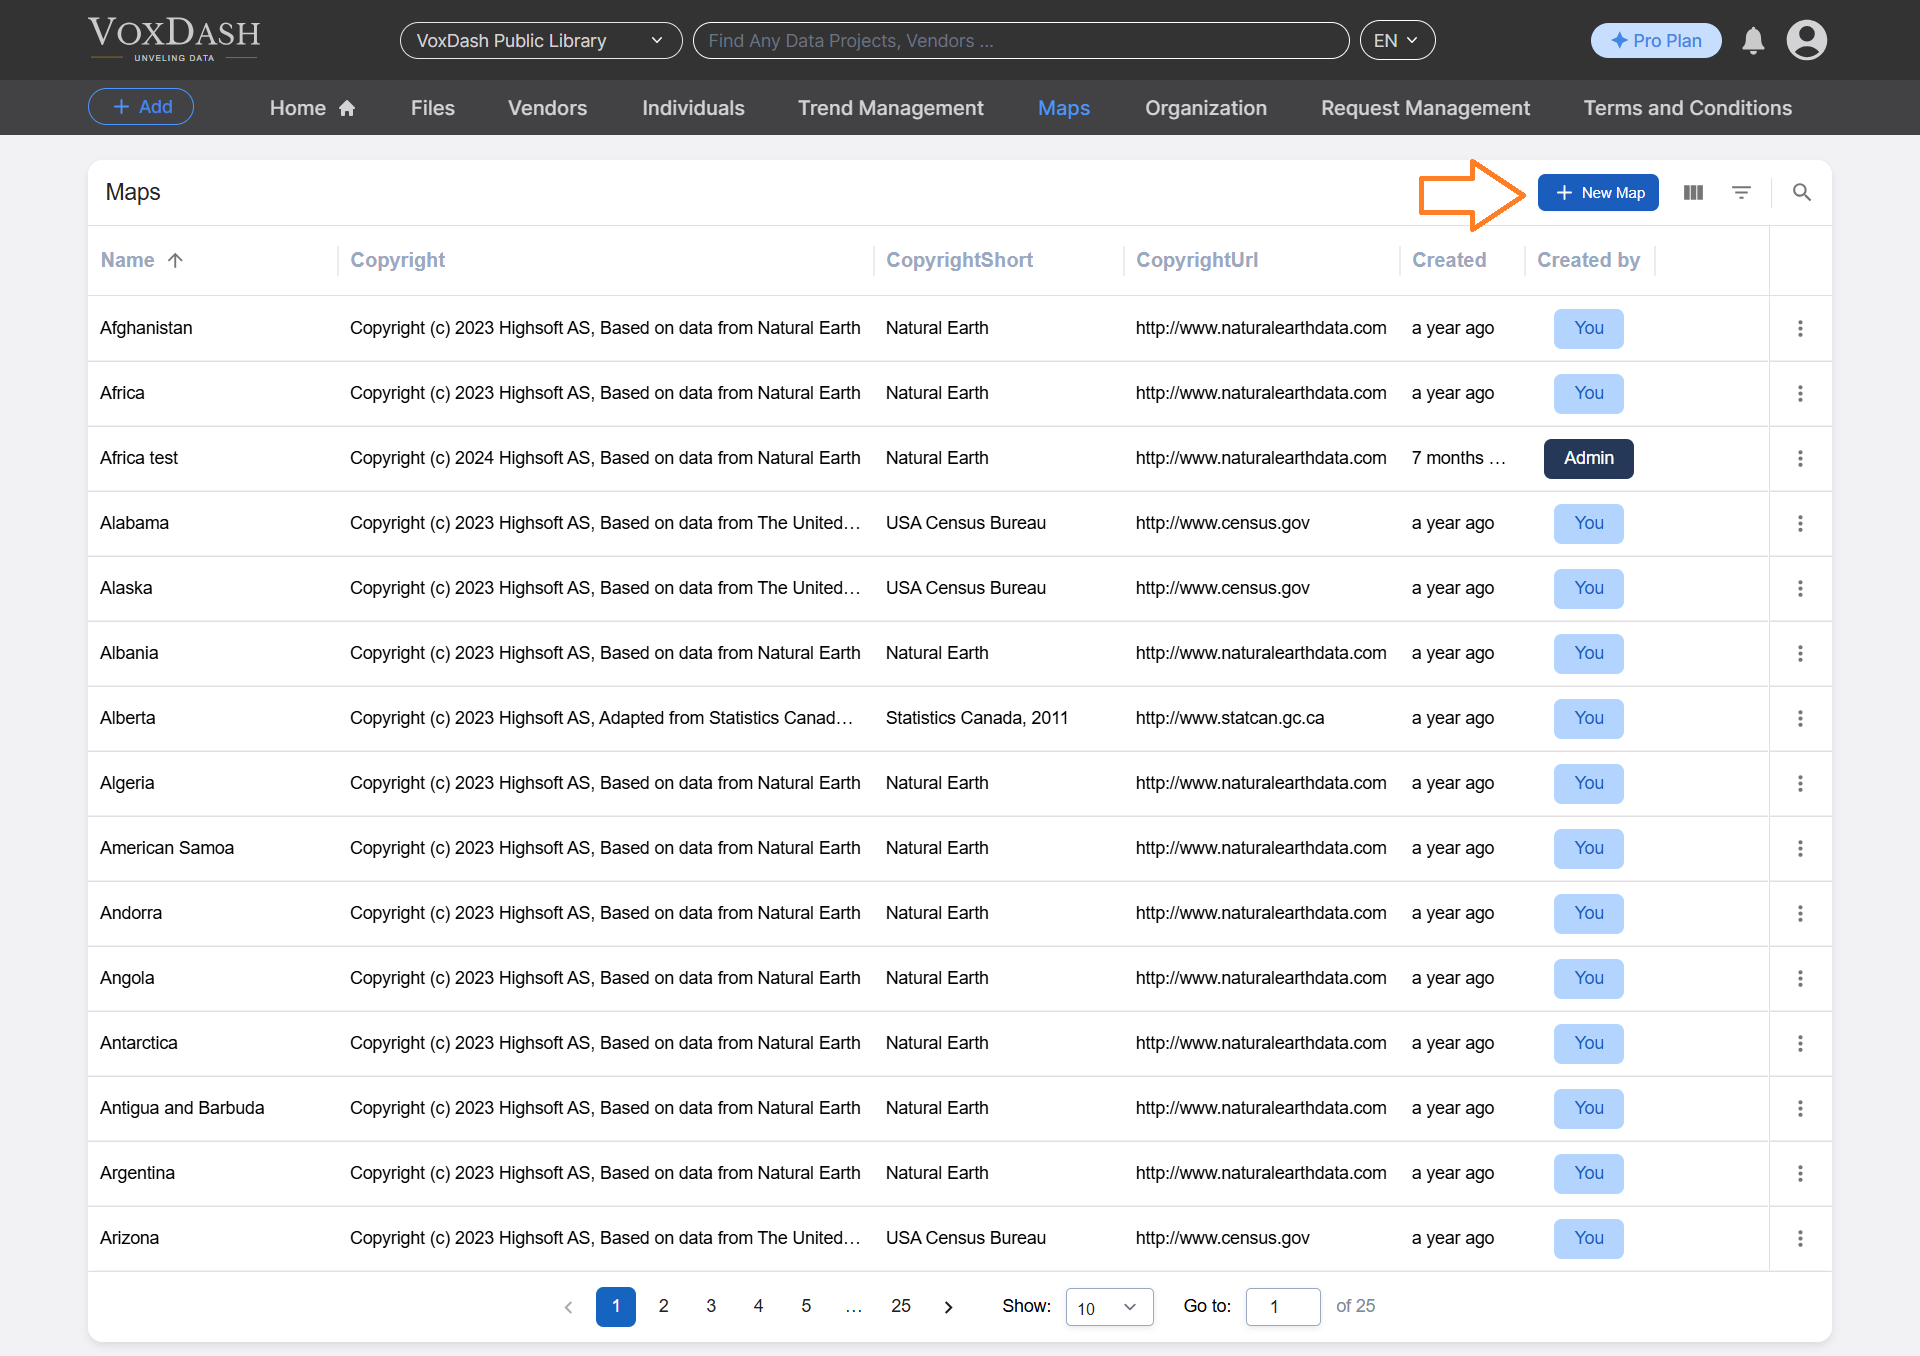 VOXDASH
UNVELING DATA
VoxDash Public Library
Find Any Data Projects, Vendors ...
EN
Pro Plan
+ Add
Home
Files
Vendors
Individuals
Trend Management
Maps
Organization
Request Management
Terms and Conditions
Maps
+ New Map
Name Copyright CopyrightShort CopyrightUrl Created Created by
Afghanistan Copyright (c) 2023 Highsoft AS, Based on data from Natural Earth Natural Earth http://www.naturalearthdata.com a year ago You
Africa Copyright (c) 2023 Highsoft AS, Based on data from Natural Earth Natural Earth http://www.naturalearthdata.com a year ago You
Africa test Copyright (c) 2024 Highsoft AS, Based on data from Natural Earth Natural Earth http://www.naturalearthdata.com 7 months ... Admin
Alabama Copyright (c) 2023 Highsoft AS, Based on data from The United... USA Census Bureau http://www.census.gov a year ago You
Alaska Copyright (c) 2023 Highsoft AS, Based on data from The United... USA Census Bureau http://www.census.gov a year ago You
Albania Copyright (c) 2023 Highsoft AS, Based on data from Natural Earth Natural Earth http://www.naturalearthdata.com a year ago You
Alberta Copyright (c) 2023 Highsoft AS, Adapted from Statistics Canad... Statistics Canada, 2011 http://www.statcan.gc.ca a year ago You
Algeria Copyright (c) 2023 Highsoft AS, Based on data from Natural Earth Natural Earth http://www.naturalearthdata.com a year ago You
American Samoa Copyright (c) 2023 Highsoft AS, Based on data from Natural Earth Natural Earth http://www.naturalearthdata.com a year ago You
Andorra Copyright (c) 2023 Highsoft AS, Based on data from Natural Earth Natural Earth http://www.naturalearthdata.com a year ago You
Angola Copyright (c) 2023 Highsoft AS, Based on data from Natural Earth Natural Earth http://www.naturalearthdata.com a year ago You
Antarctica Copyright (c) 2023 Highsoft AS, Based on data from Natural Earth Natural Earth http://www.naturalearthdata.com a year ago You
Antigua and Barbuda Copyright (c) 2023 Highsoft AS, Based on data from Natural Earth Natural Earth http://www.naturalearthdata.com a year ago You
Argentina Copyright (c) 2023 Highsoft AS, Based on data from Natural Earth Natural Earth http://www.naturalearthdata.com a year ago You
Arizona Copyright (c) 2023 Highsoft AS, Based on data from The United... USA Census Bureau http://www.census.gov a year ago You
1 2 3 4 5 ... 25 Show: 10 Go to: 1 of 25